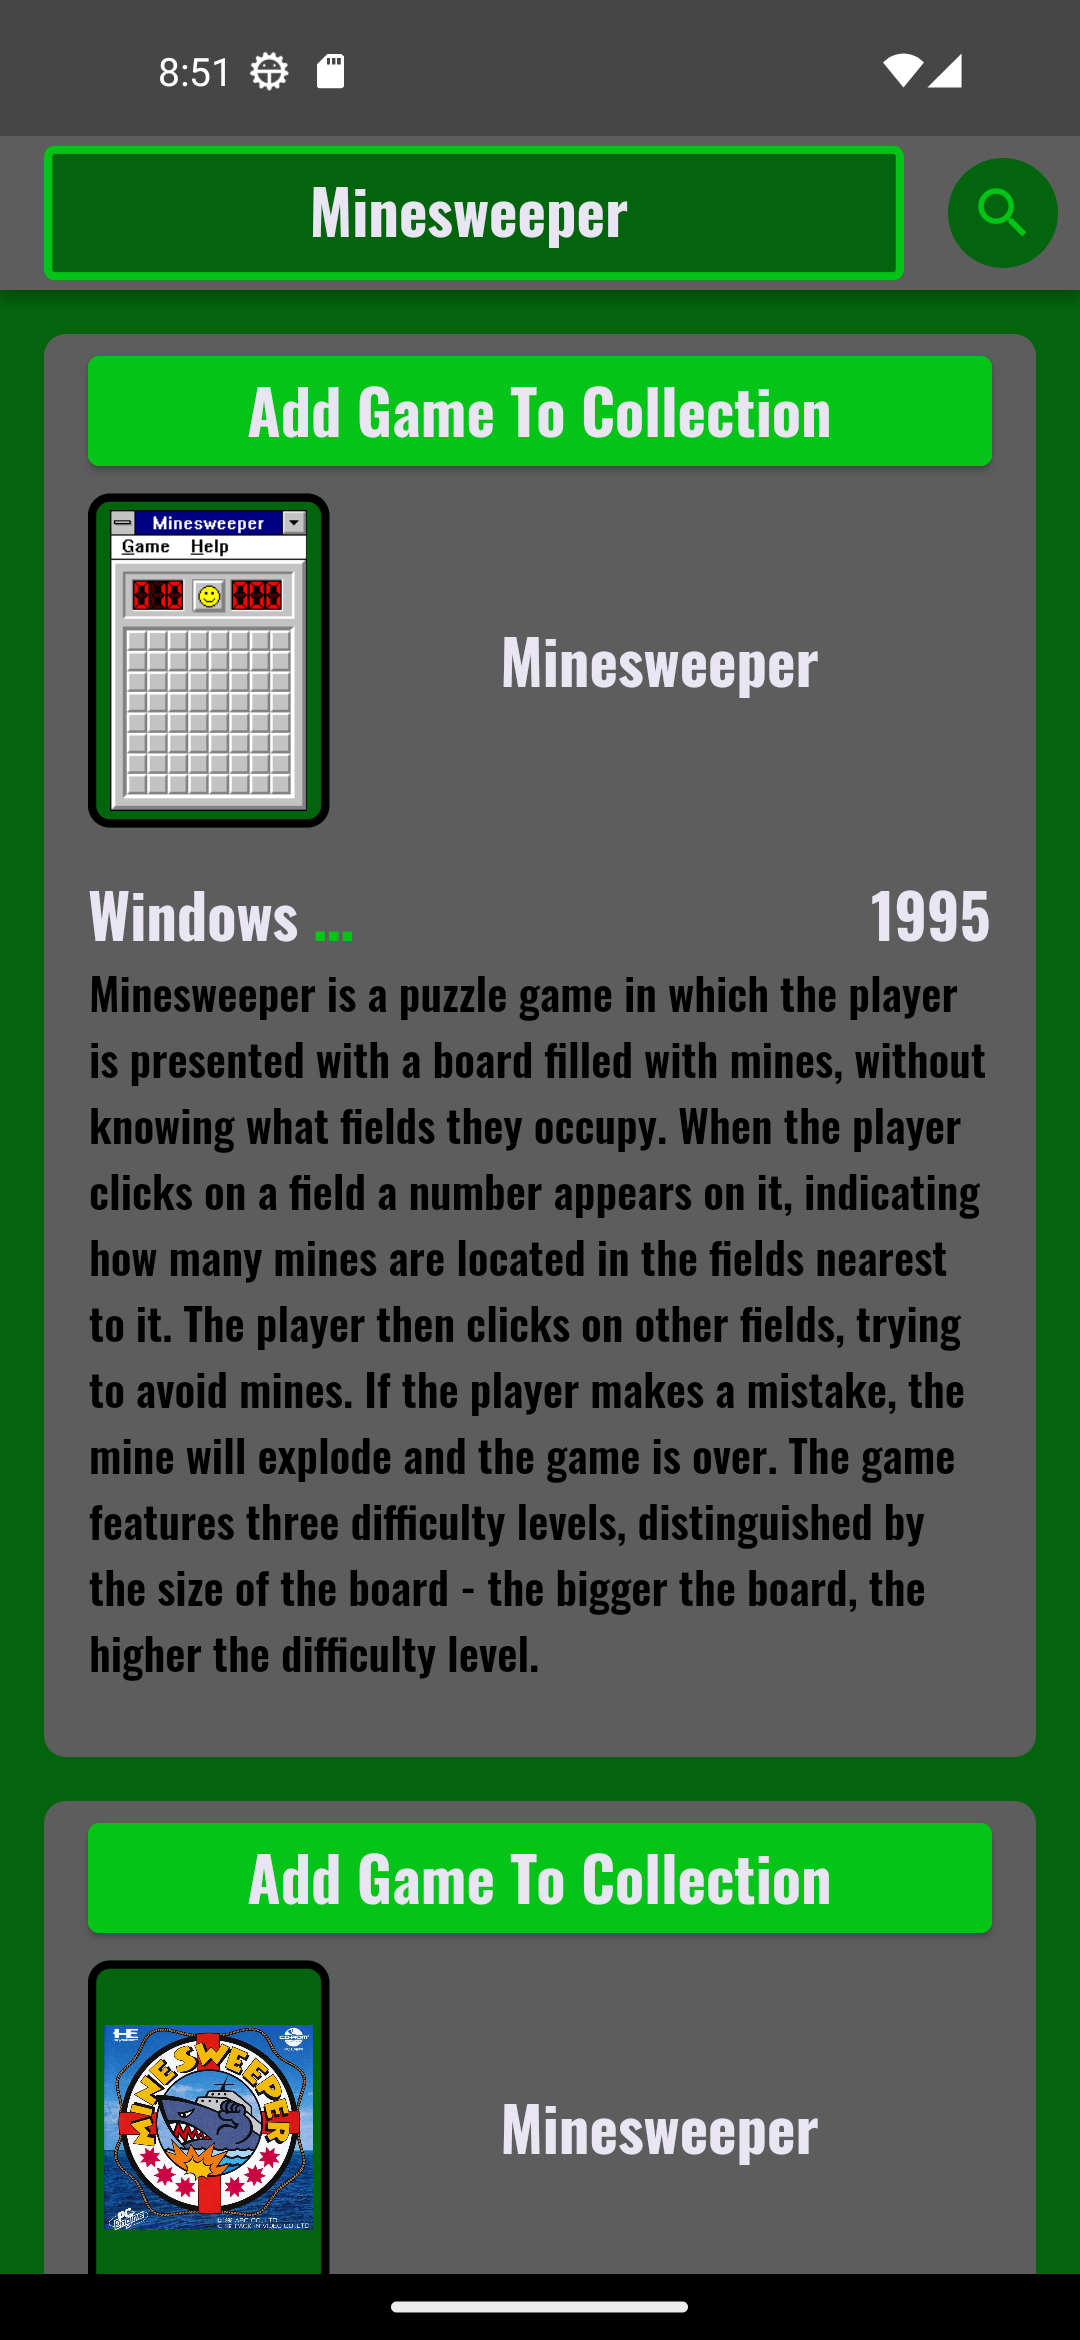 8:51
Minesweeper
Add Game To Collection
Minesweeper
Game Help
Minesweeper
Windows ...
1995
Minesweeper is a puzzle game in which the player
is presented with a board filled with mines, without
knowing what fields they occupy. When the player
clicks on a field a number appears on it, indicating
how many mines are located in the fields nearest
to it. The player then clicks on other fields, trying
to avoid mines. If the player makes a mistake, the
mine will explode and the game is over. The game
features three difficulty levels, distinguished by
the size of the board - the bigger the board, the
higher the difficulty level.
Add Game To Collection
HE
MINESWEEPER
PC
Engine
Minesweeper